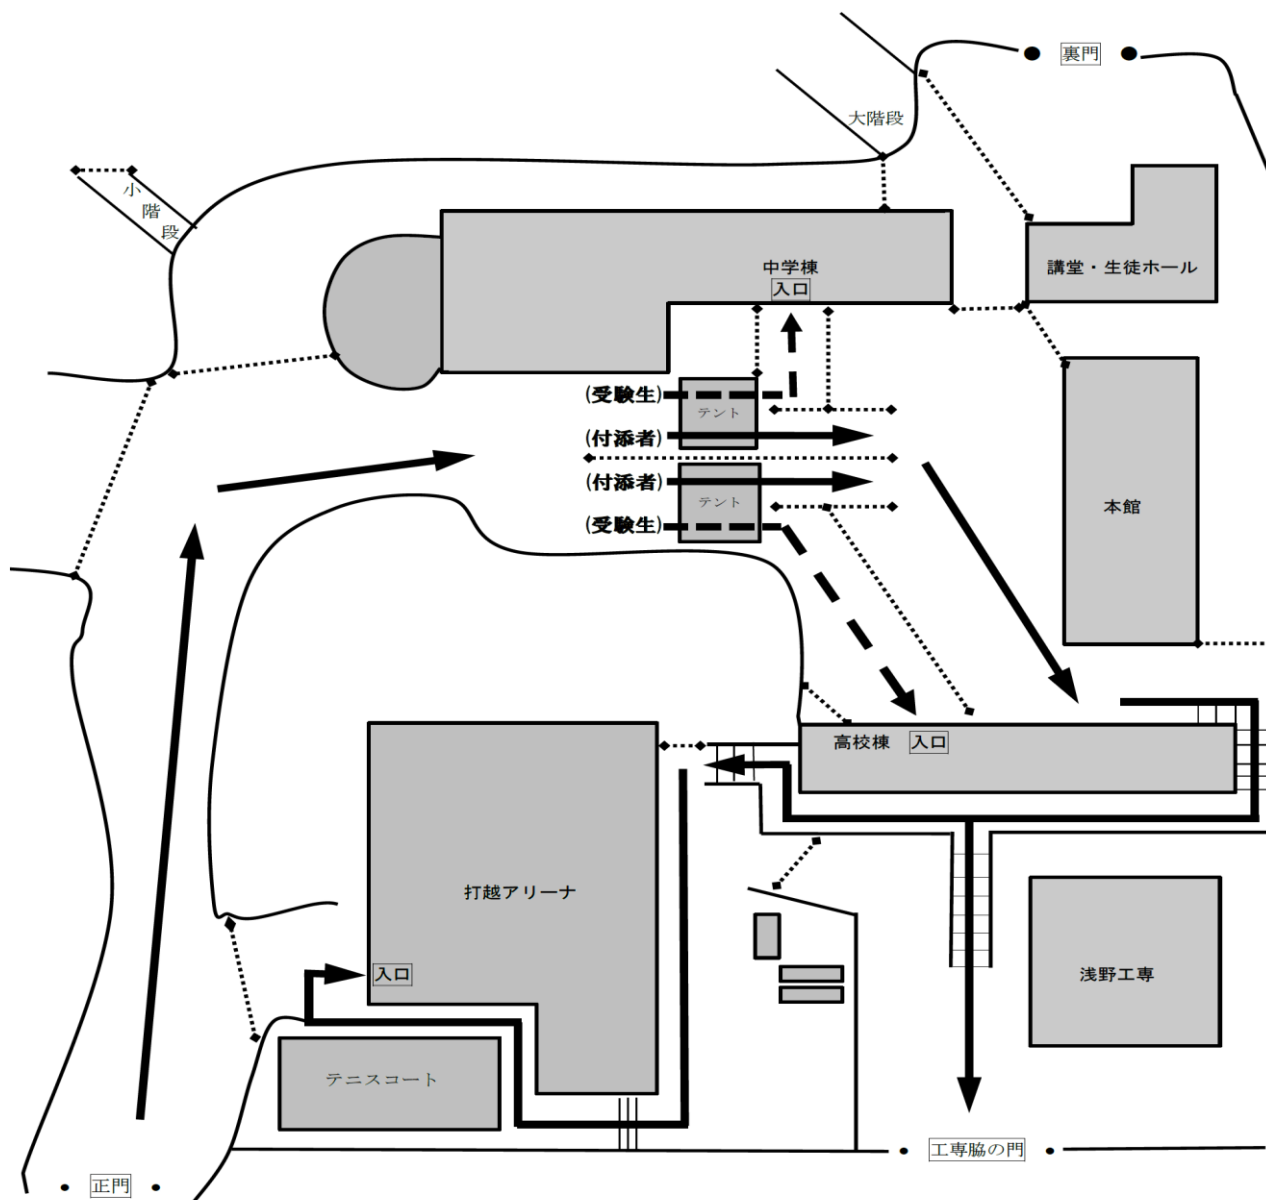 裏門
大階段
小階段
中学棟
入口
講堂・生徒ホール
(受験生)
テント
(付添者)
(付添者)
テント
(受験生)
本館
高校棟
入口
打越アリーナ
入口
浅野工専
テニスコート
工専脇の門
正門